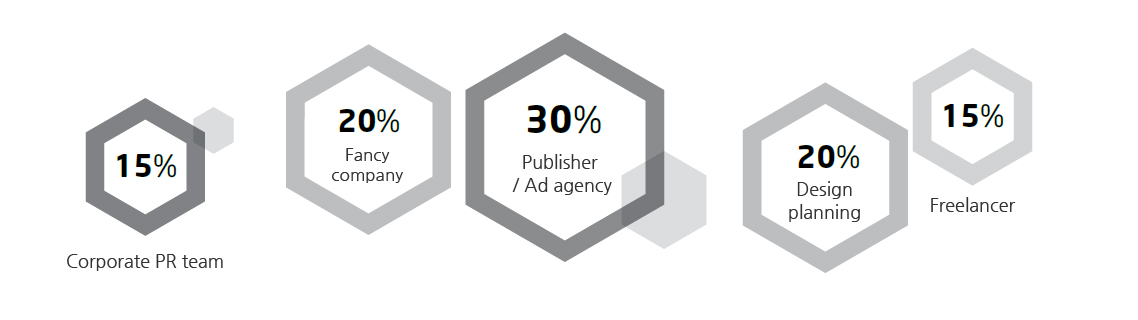 15%
Corporate PR team
20%
Fancy
company
30%
Publisher
/ Ad agency
20%
Design
planning
15%
Freelancer